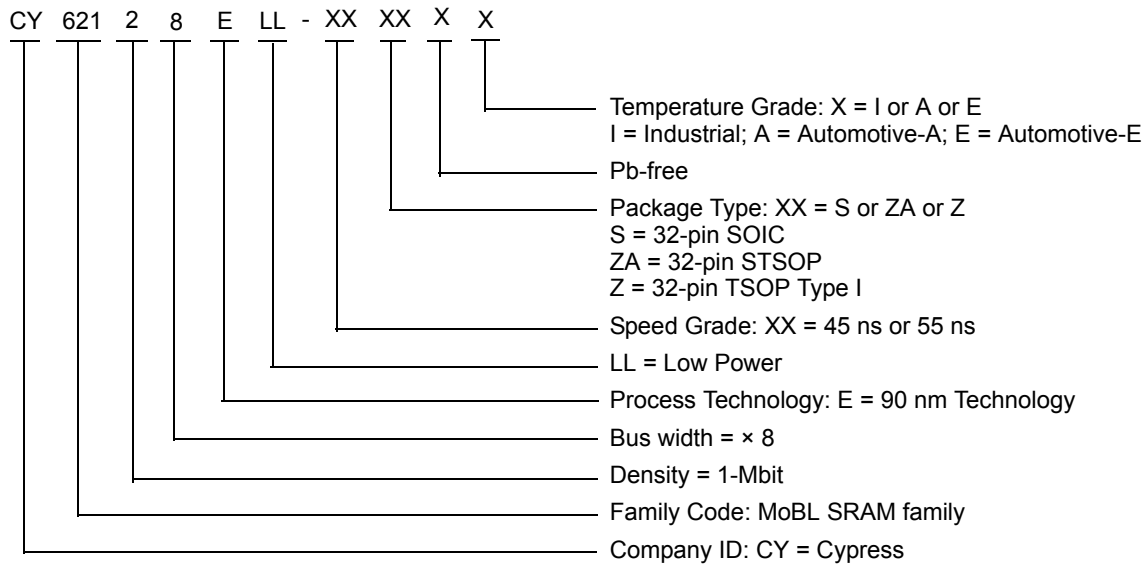 CY 621 2 8 E LL - XX XX X X
Temperature Grade: X = I or A or E
I = Industrial; A = Automotive-A; E = Automotive-E
Pb-free
Package Type: XX = S or ZA or Z
S = 32-pin SOIC
ZA = 32-pin STSOP
Z = 32-pin TSOP Type I
Speed Grade: XX = 45 ns or 55 ns
LL = Low Power
Process Technology: E = 90 nm Technology
Bus width = × 8
Density = 1-Mbit
Family Code: MoBL SRAM family
Company ID: CY = Cypress